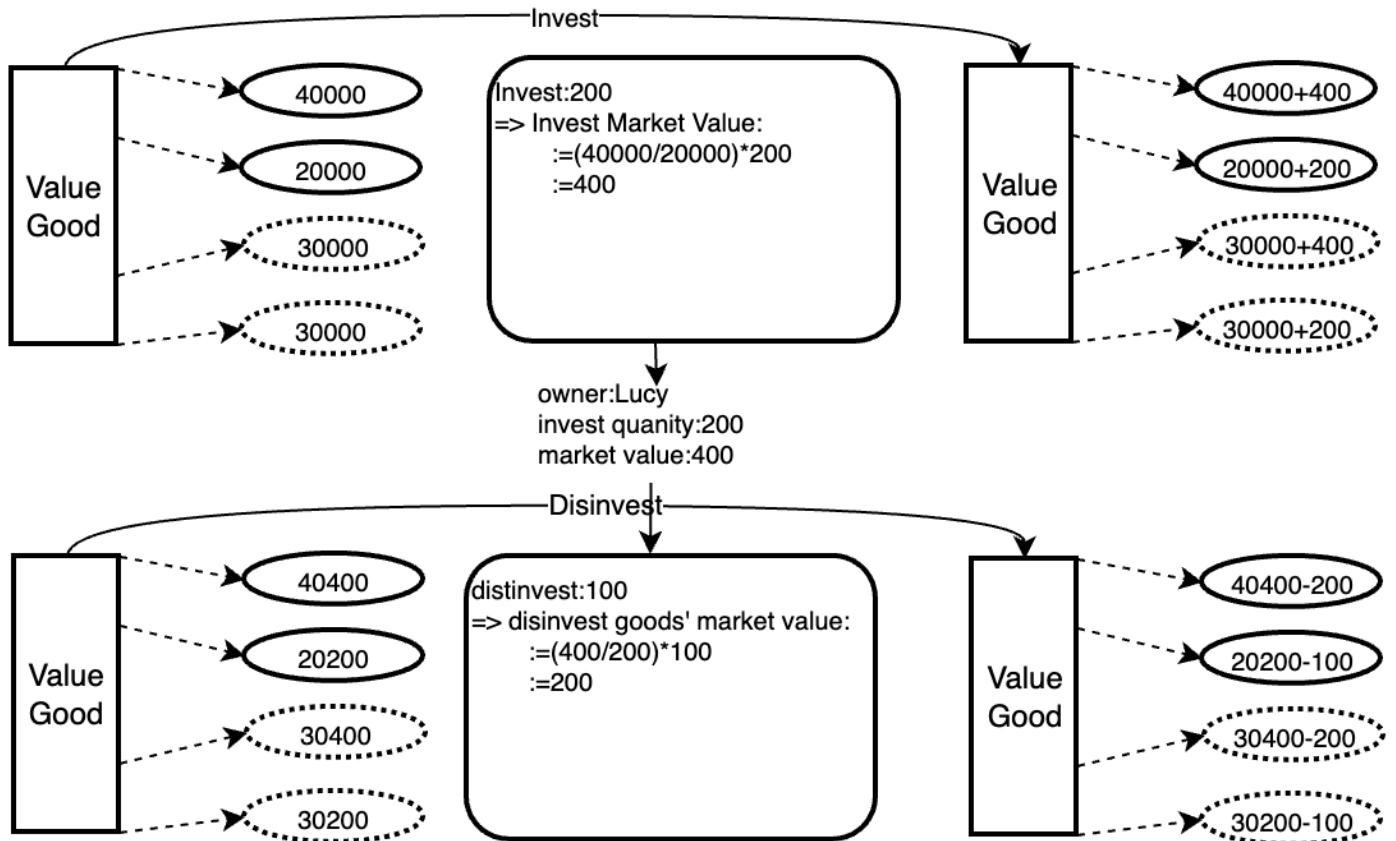 Invest
Value
Good
40000
20000
30000
30000
Invest:200
=> Invest Market Value:
:=(40000/20000)*200
:=400
Value
Good
40000+400
20000+200
30000+400
30000+200
owner:Lucy
invest quanity:200
market value:400
Disinvest
Value
Good
40400
20200
30400
30200
distinvest:100
=> disinvest goods' market value:
:=(400/200)*100
:=200
Value
Good
40400-200
20200-100
30400-200
30200-100